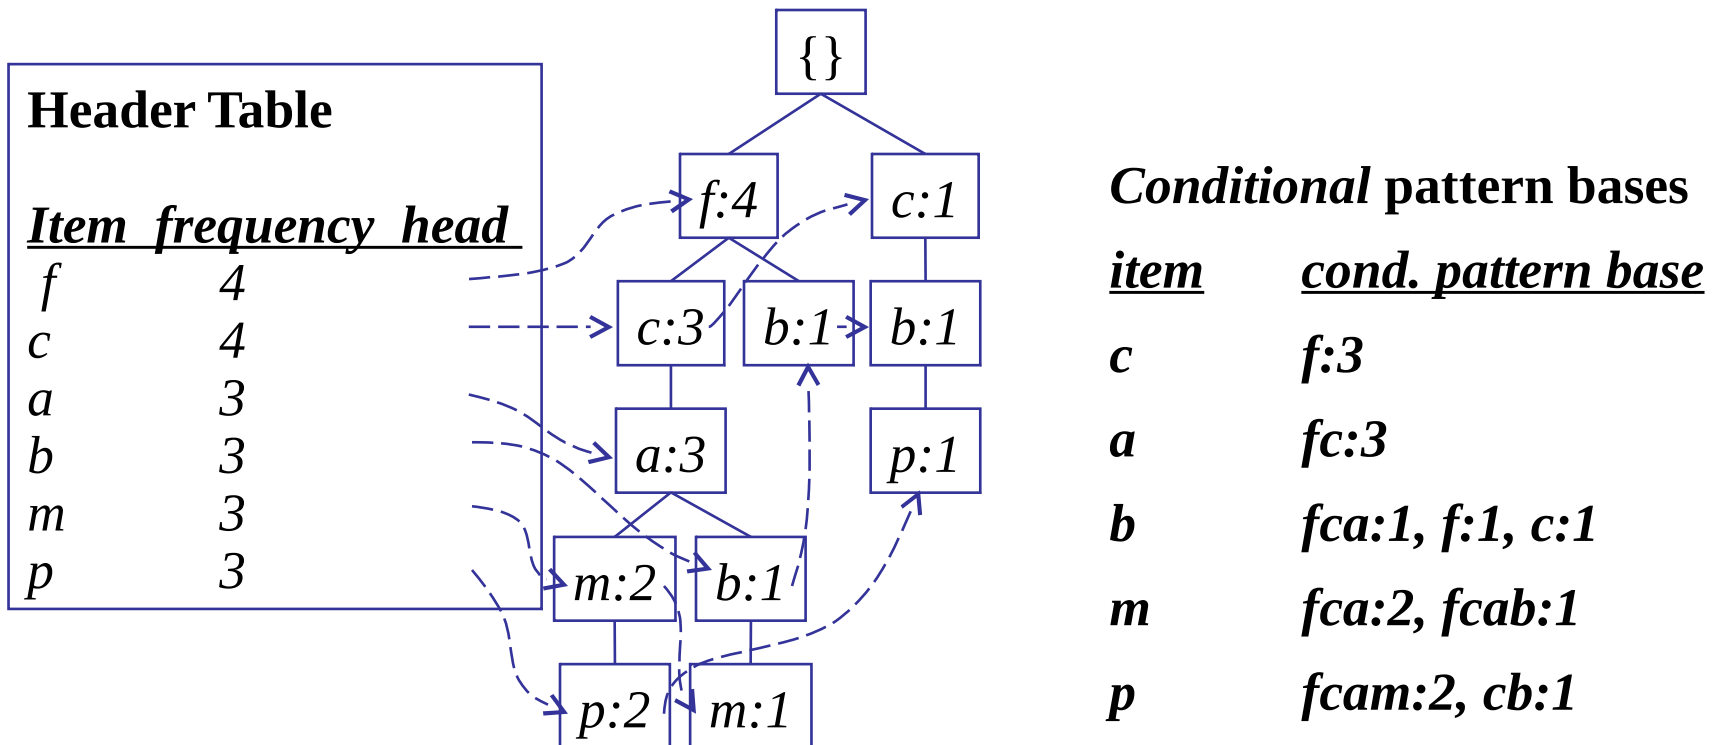 {}
Header Table
Item frequency head
f 4
c 4
a 3
b 3
m 3
p 3
f:4 c:1
c:3 b:1 b:1
a:3 p:1
m:2 b:1
p:2 m:1
Conditional pattern bases
item cond. pattern base
c f:3
a fc:3
b fca:1, f:1, c:1
m fca:2, fcab:1
p fcam:2, cb:1